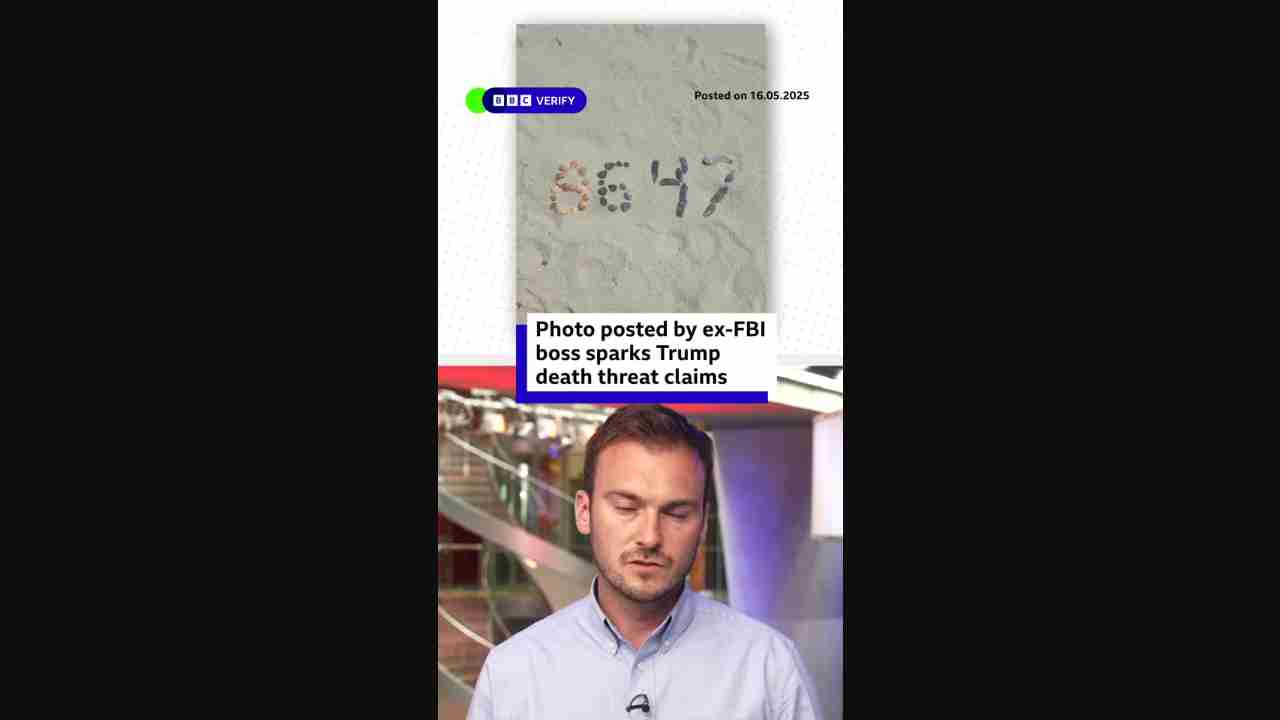 BBC VERIFY
Posted on 16.05.2025
8647
Photo posted by ex-FBI
boss sparks Trump
death threat claims